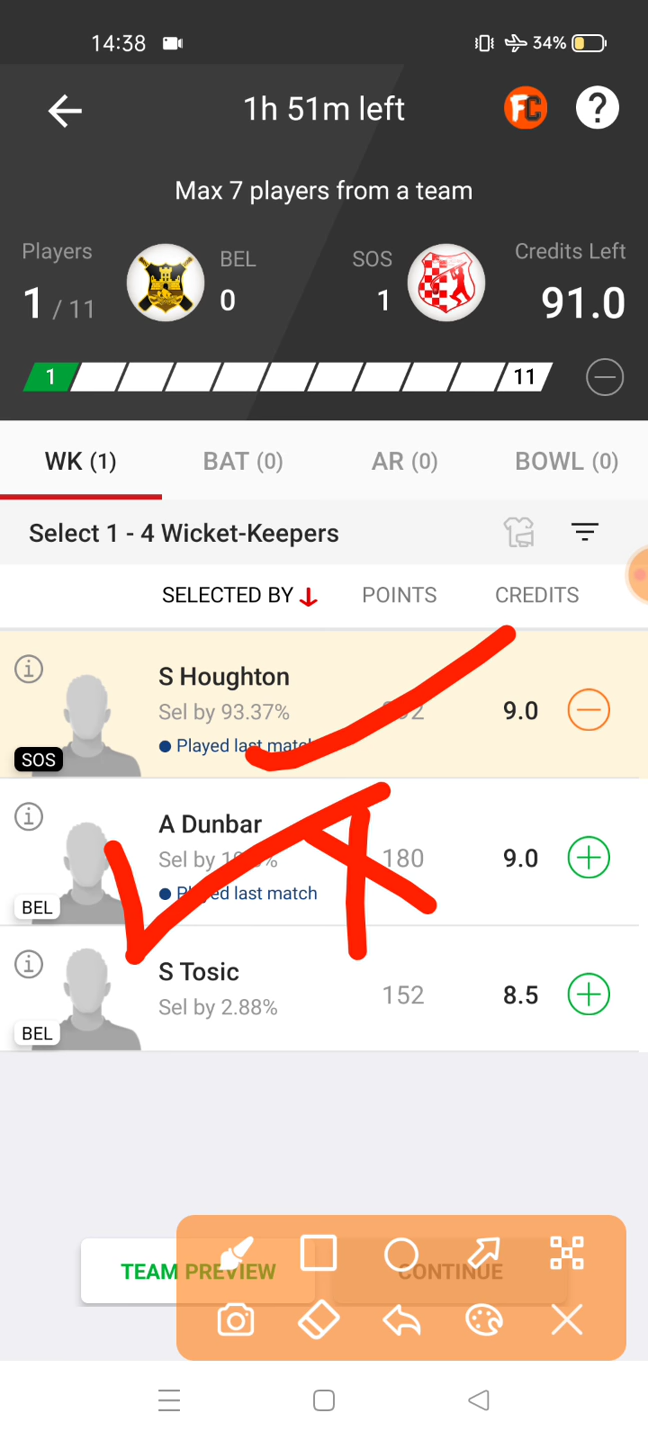 14:38 34%
1h 51m left FC ?
Max 7 players from a team
Players BEL SOS Credits Left
1 / 11 0 1 91.0
1 11
WK (1) BAT (0) AR (0) BOWL (0)
Select 1 - 4 Wicket-Keepers
SELECTED BY POINTS CREDITS
S Houghton
Sel by 93.37% 9.0
Played last match
SOS
A Dunbar
Sel by 180 9.0
Played last match
BEL
S Tosic
Sel by 2.88% 152 8.5
BEL
TEAM PREVIEW CONTINUE